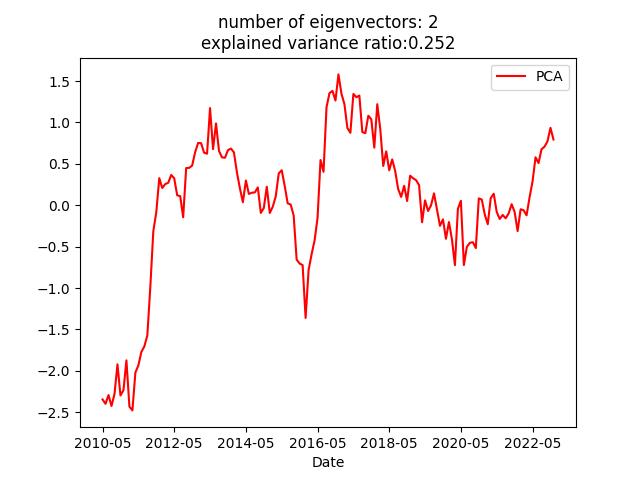 number of eigenvectors: 2
explained variance ratio:0.252
PCA
1.5
1.0
0.5
0.0
−0.5
−1.0
−1.5
−2.0
−2.5
2010-05 2012-05 2014-05 2016-05 2018-05 2020-05 2022-05
Date